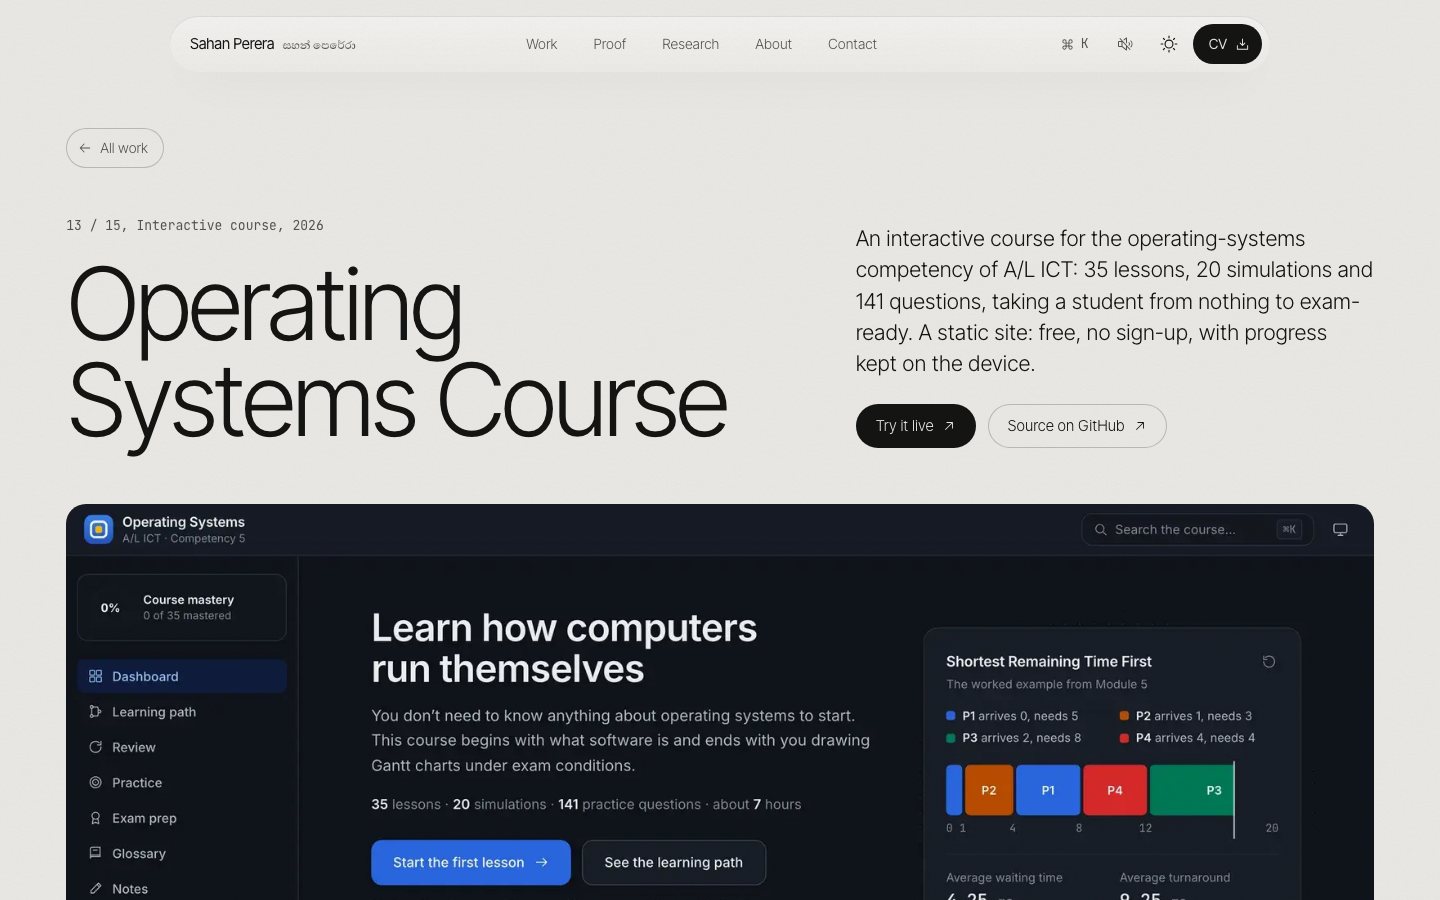 Sahan Perera සහන් පෙරේරා
Work
Proof
Research
About
Contact
⌘ K
CV
← All work
13 / 15, Interactive course, 2026
Operating
Systems Course
An interactive course for the operating-systems
competency of A/L ICT: 35 lessons, 20 simulations and
141 questions, taking a student from nothing to exam-
ready. A static site: free, no sign-up, with progress
kept on the device.
Try it live ↗
Source on GitHub ↗
Operating Systems
A/L ICT · Competency 5
Search the course... ⌘K
0%
Course mastery
0 of 35 mastered
Dashboard
Learning path
Review
Practice
Exam prep
Glossary
Notes
Learn how computers
run themselves
You don't need to know anything about operating systems to start.
This course begins with what software is and ends with you drawing
Gantt charts under exam conditions.
35 lessons · 20 simulations · 141 practice questions · about 7 hours
Start the first lesson →
See the learning path
Shortest Remaining Time First
The worked example from Module 5
P1 arrives 0, needs 5
P2 arrives 1, needs 3
P3 arrives 2, needs 8
P4 arrives 4, needs 4
P2 P1 P4 P3
0 1 4 8 12 20
Average waiting time
Average turnaround